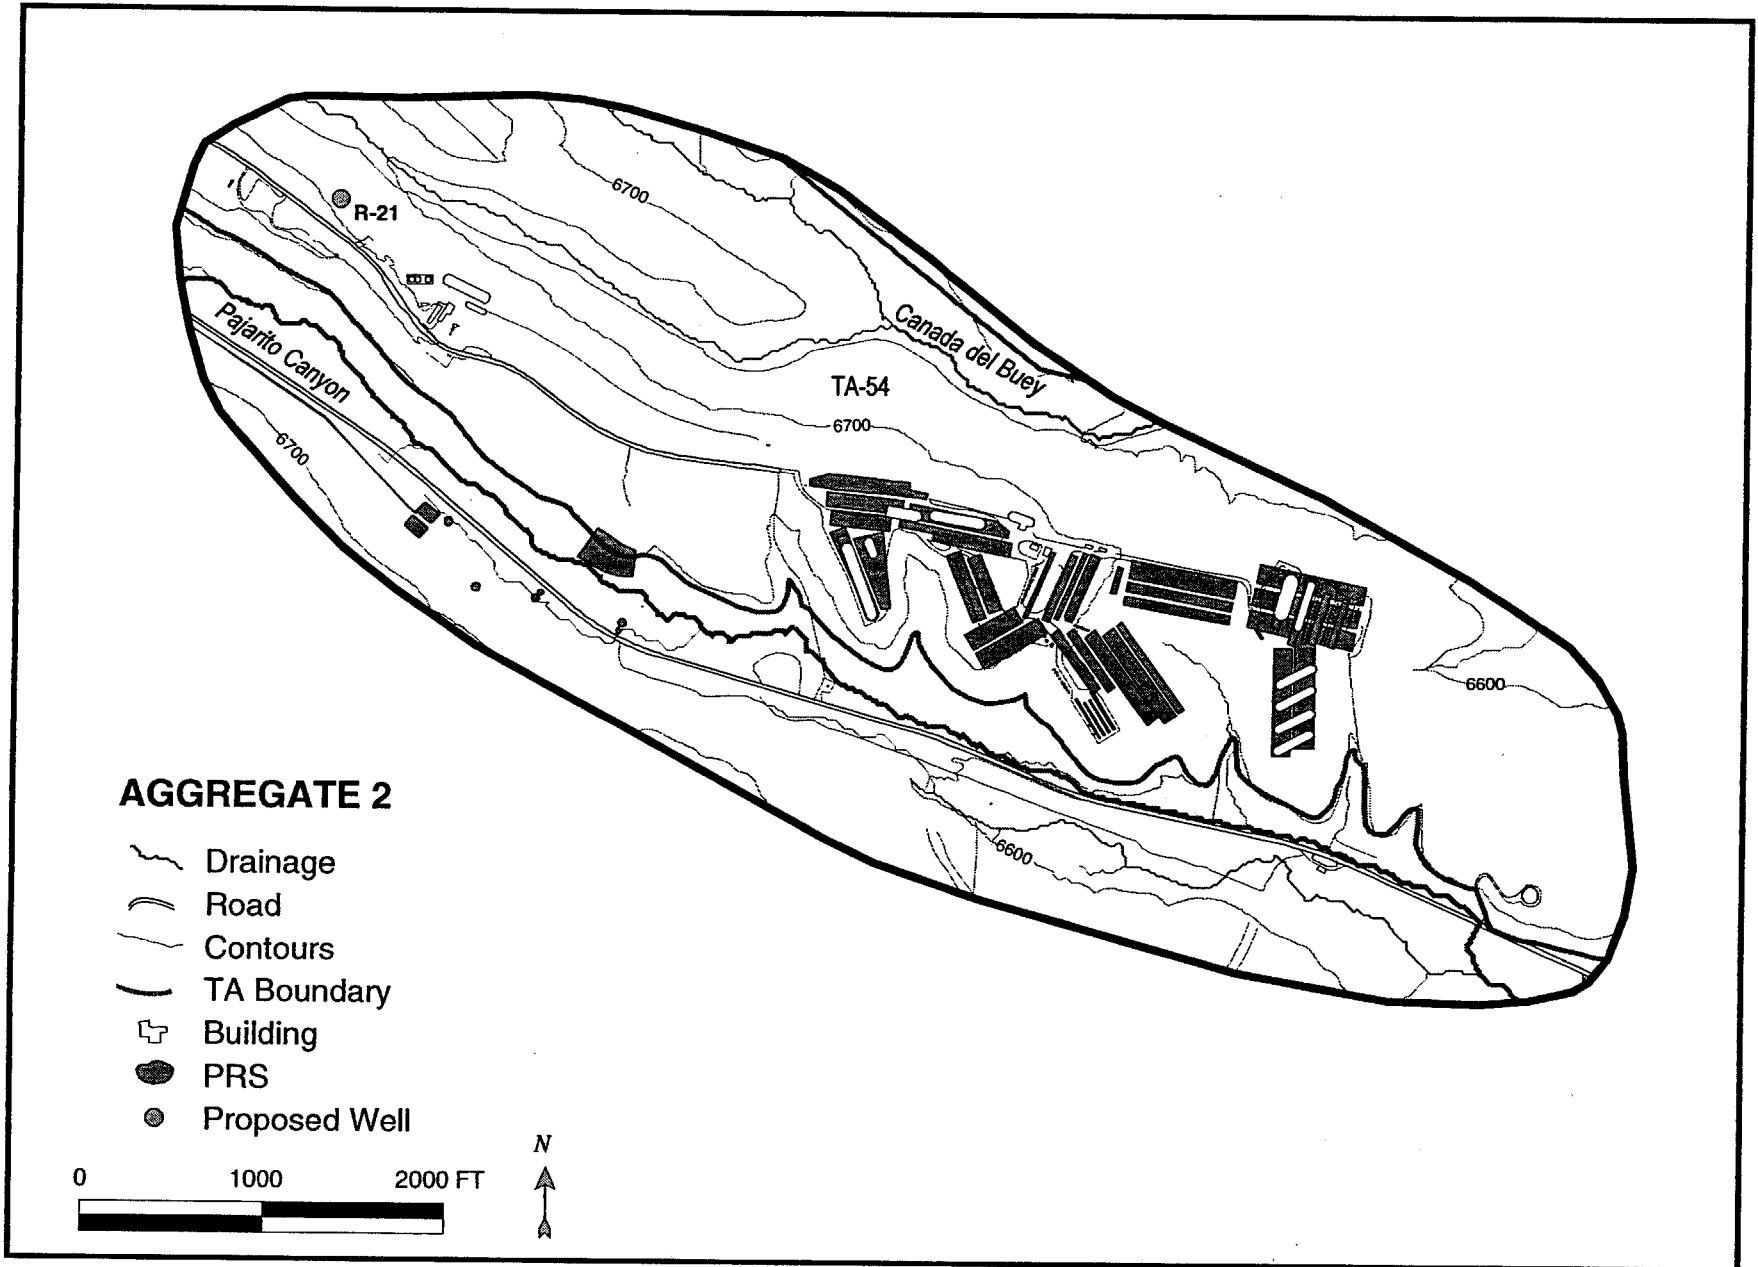 6700
R-21
Canada del Buey
Pajarito Canyon
TA-54
6700
6700
6600
6600
AGGREGATE 2
Drainage
Road
Contours
TA Boundary
Building
PRS
Proposed Well
N
0 1000 2000 FT